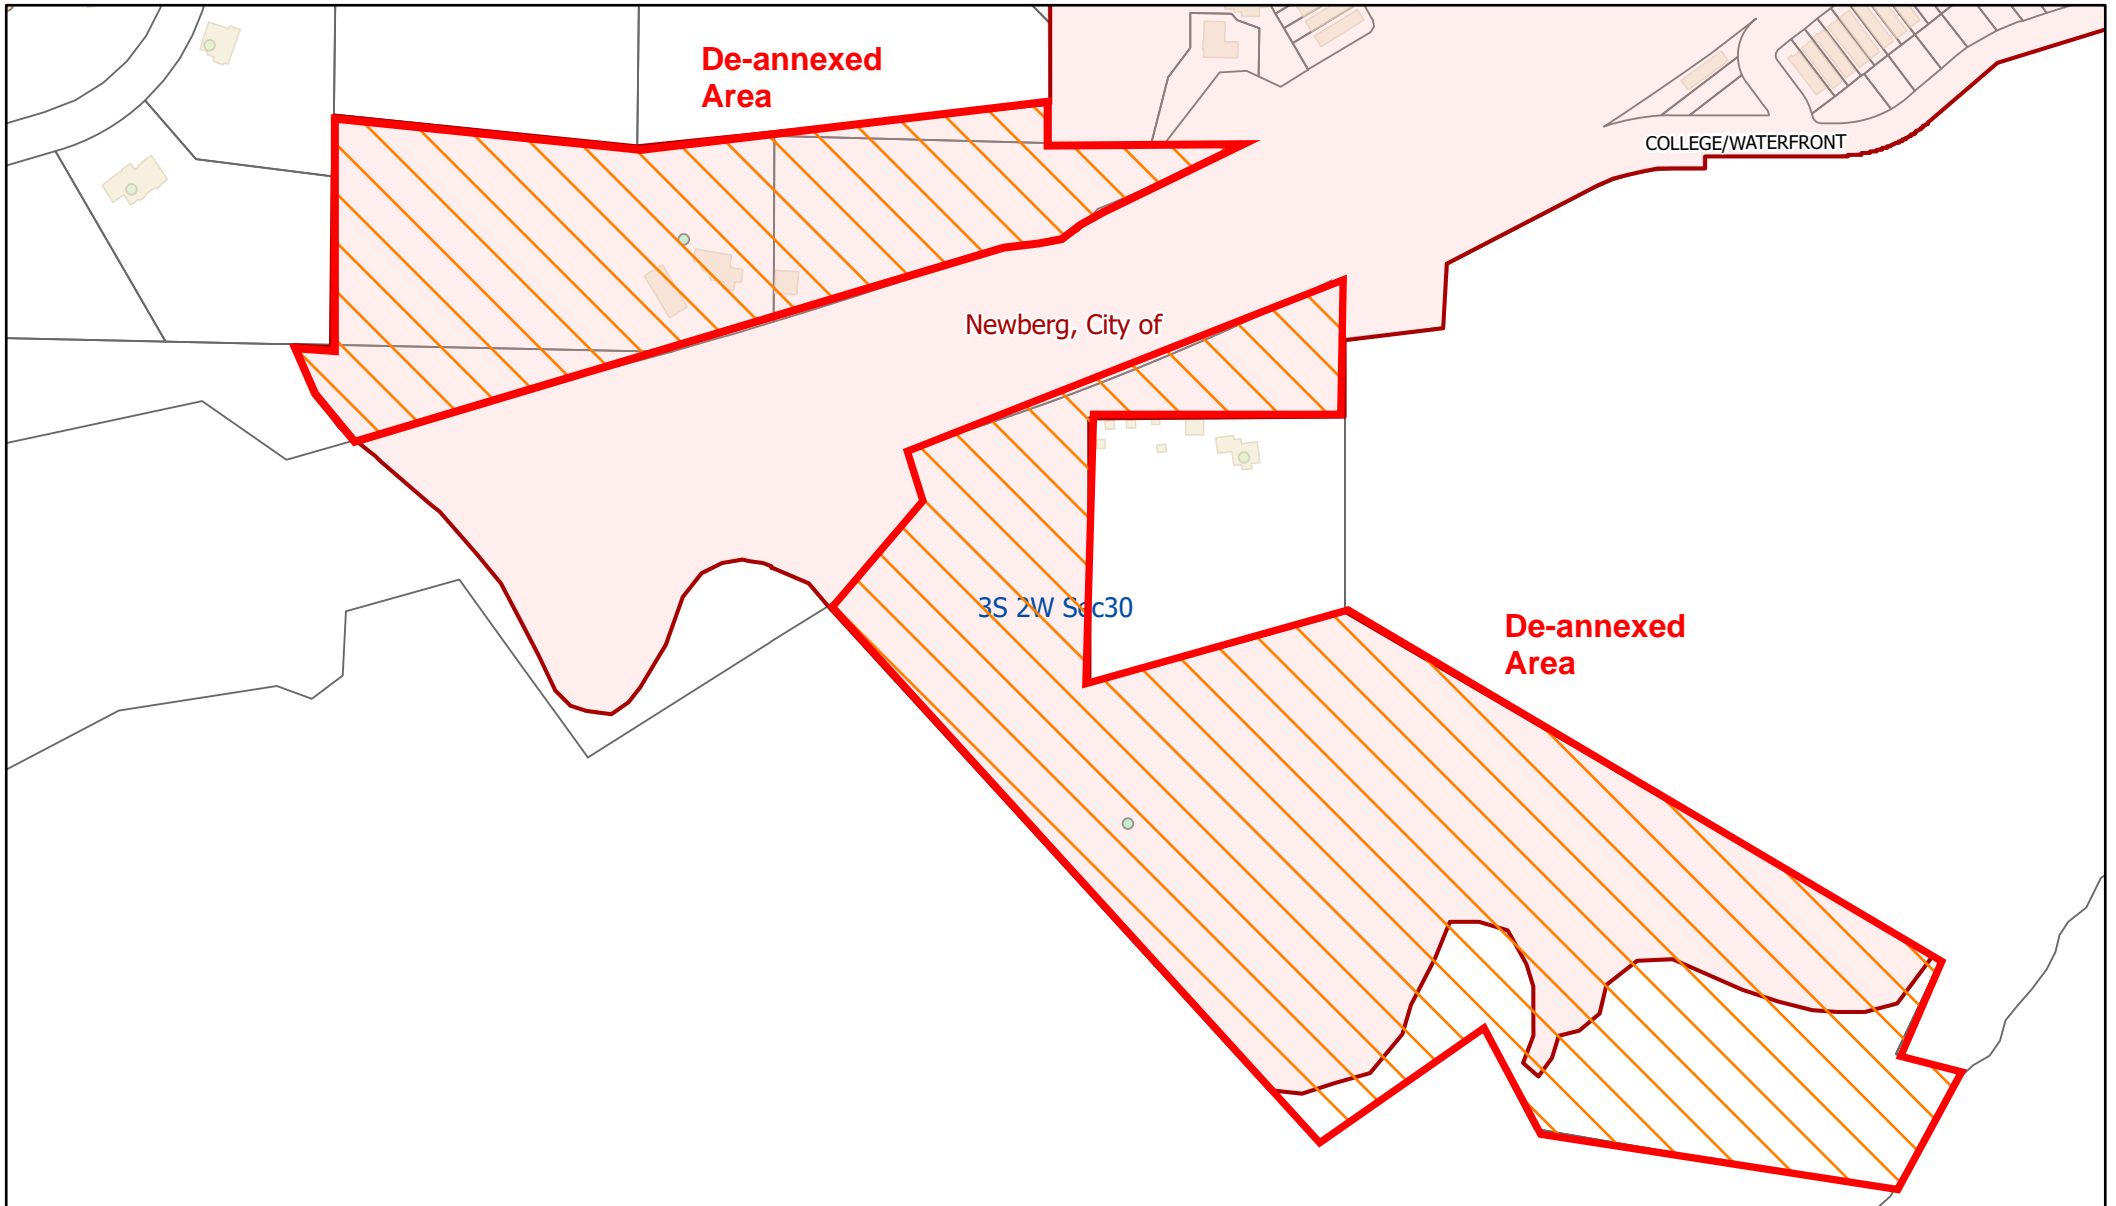 De-annexed
Area
COLLEGE/WATERFRONT
Newberg, City of
3S 2W Sec30
De-annexed
Area